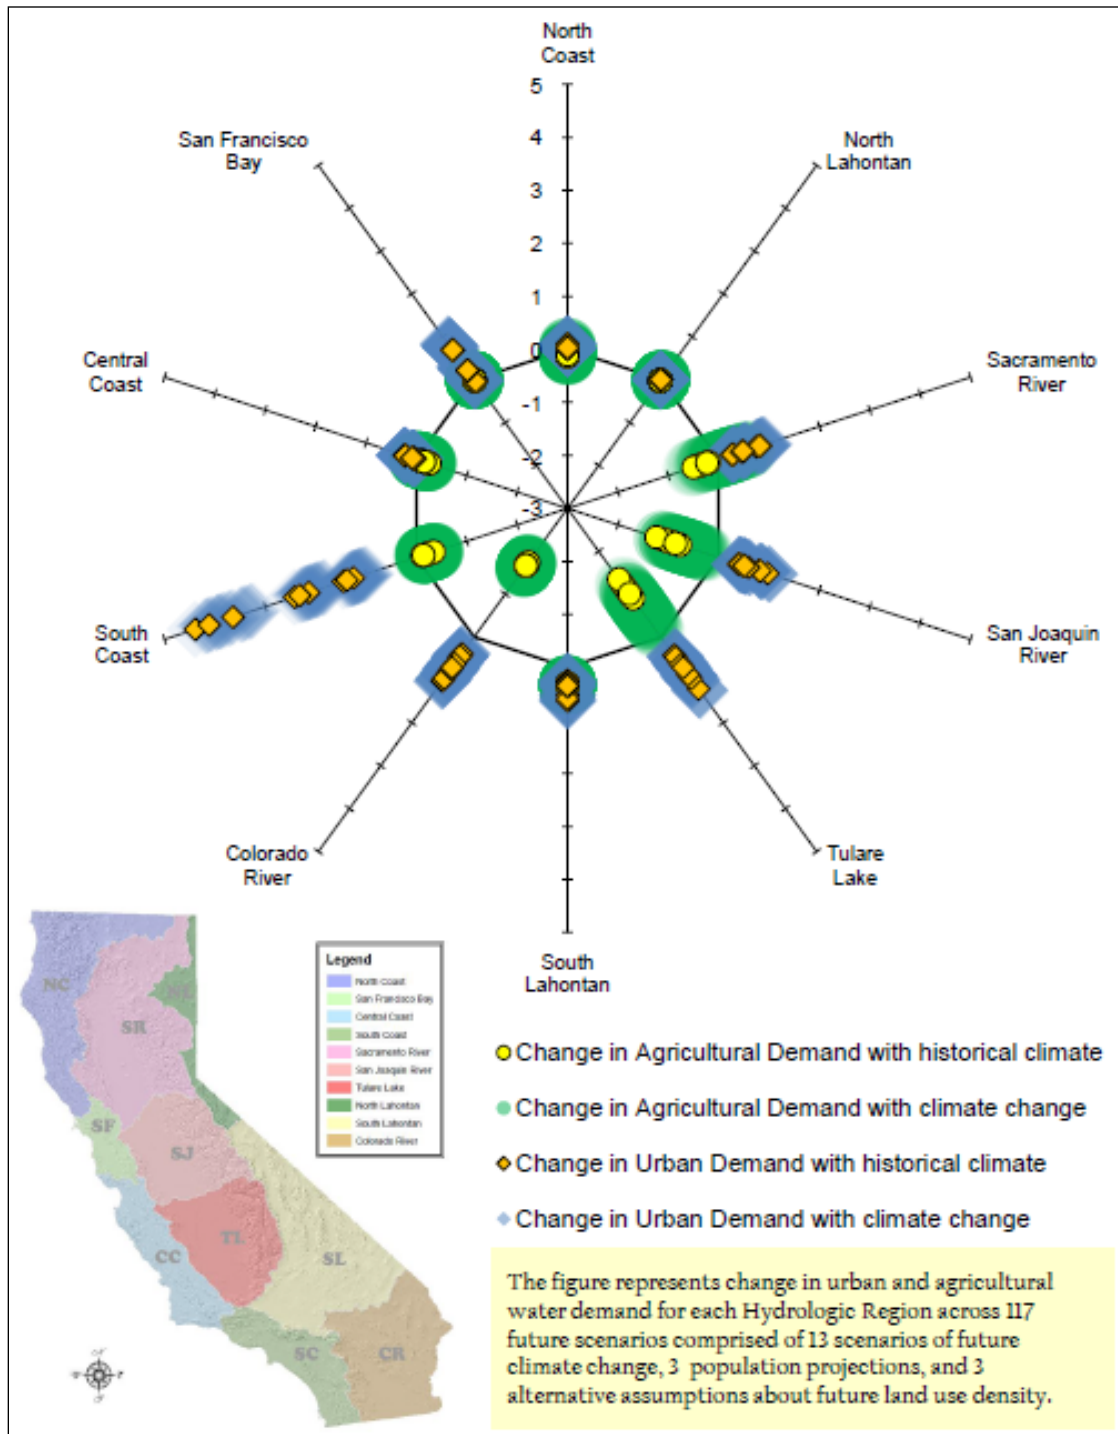 North
Coast
5
4
3
2
1
0
-1
-2
-3
San Francisco
Bay
North
Lahontan
Central
Coast
Sacramento
River
South
Coast
San Joaquin
River
Colorado
River
Tulare
Lake
South
Lahontan
Legend
North Coast
San Francisco Bay
Central Coast
South Coast
Sacramento River
San Joaquin River
Tulare Lake
North Lahontan
South Lahontan
Colorado River
NC
NL
SR
SF
SJ
CC
TL
SL
SC
CR
Change in Agricultural Demand with historical climate
Change in Agricultural Demand with climate change
Change in Urban Demand with historical climate
Change in Urban Demand with climate change
The figure represents change in urban and agricultural
water demand for each Hydrologic Region across 117
future scenarios comprised of 13 scenarios of future
climate change, 3 population projections, and 3
alternative assumptions about future land use density.